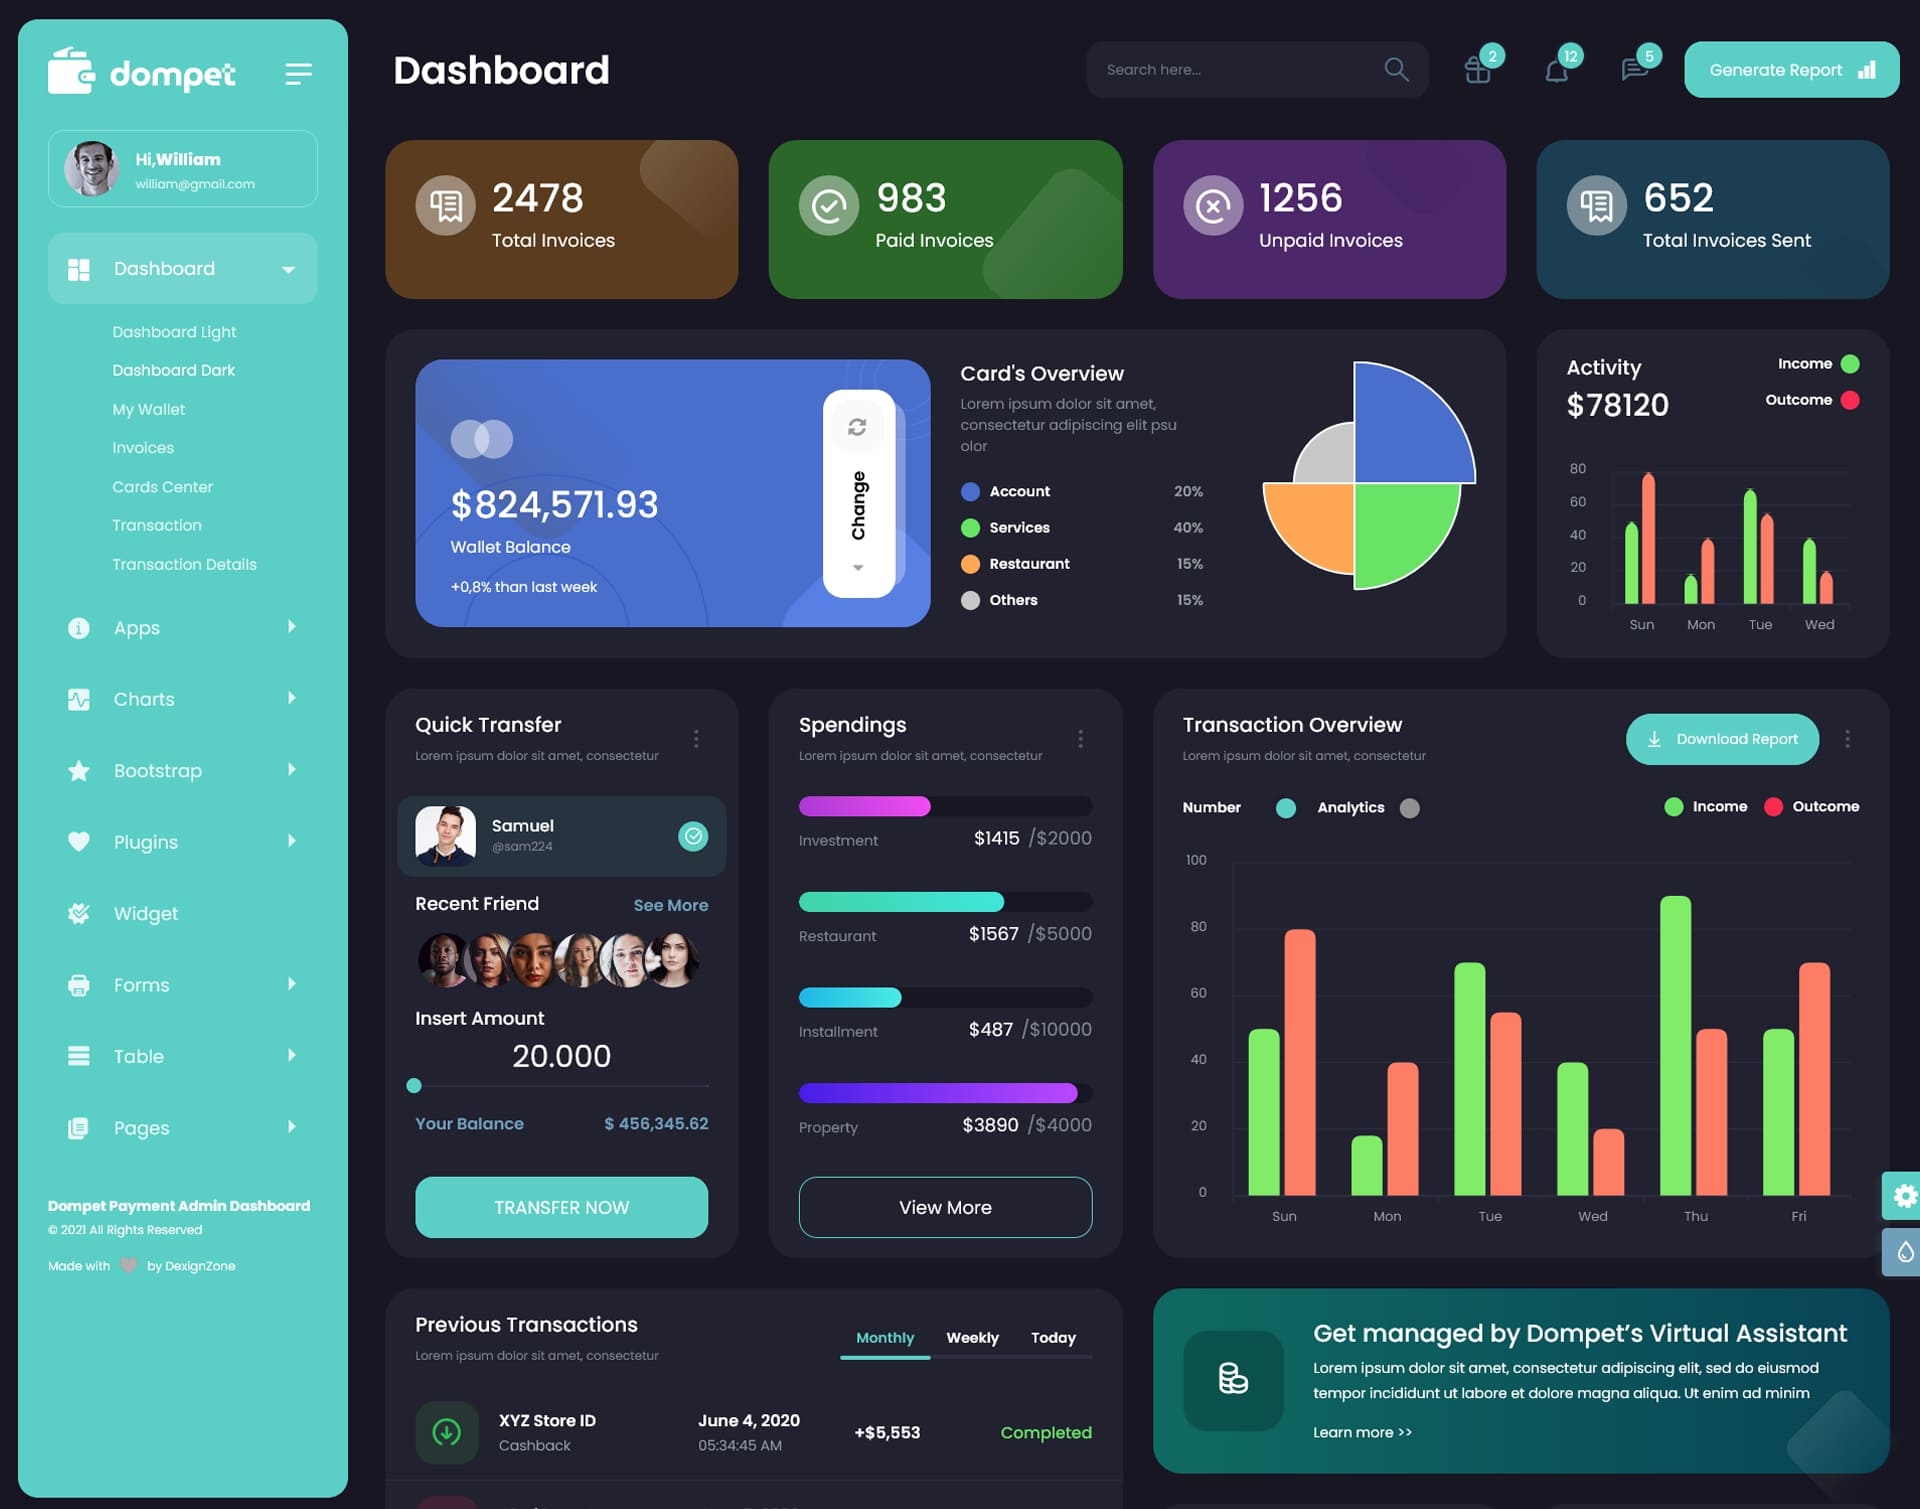 dompet
Hi,William
william@gmail.com
Dashboard
Dashboard Light
Dashboard Dark
My Wallet
Invoices
Cards Center
Transaction
Transaction Details
Apps
Charts
Bootstrap
Plugins
Widget
Forms
Table
Pages
Dompet Payment Admin Dashboard
© 2021 All Rights Reserved
Made with by DexignZone
Dashboard
Search here...
2
12
5
Generate Report
2478
Total Invoices
983
Paid Invoices
1256
Unpaid Invoices
652
Total Invoices Sent
$824,571.93
Wallet Balance
+0,8% than last week
Change
Card's Overview
Lorem ipsum dolor sit amet,
consectetur adipiscing elit psu
olor
Account 20%
Services 40%
Restaurant 15%
Others 15%
Activity
$78120
Income
Outcome
80
60
40
20
0
Sun Mon Tue Wed
Quick Transfer
Lorem ipsum dolor sit amet, consectetur
Samuel
@sam224
Recent Friend See More
Insert Amount
20.000
Your Balance $ 456,345.62
TRANSFER NOW
Spendings
Lorem ipsum dolor sit amet, consectetur
Investment $1415 /$2000
Restaurant $1567 /$5000
Installment $487 /$10000
Property $3890 /$4000
View More
Transaction Overview
Lorem ipsum dolor sit amet, consectetur
Download Report
Number Analytics Income Outcome
100
80
60
40
20
0
Sun Mon Tue Wed Thu Fri
Previous Transactions
Lorem ipsum dolor sit amet, consectetur
Monthly Weekly Today
XYZ Store ID
Cashback
June 4, 2020
05:34:45 AM
+$5,553
Completed
Get managed by Dompet’s Virtual Assistant
Lorem ipsum dolor sit amet, consectetur adipiscing elit, sed do eiusmod
tempor incididunt ut labore et dolore magna aliqua. Ut enim ad minim
Learn more >>